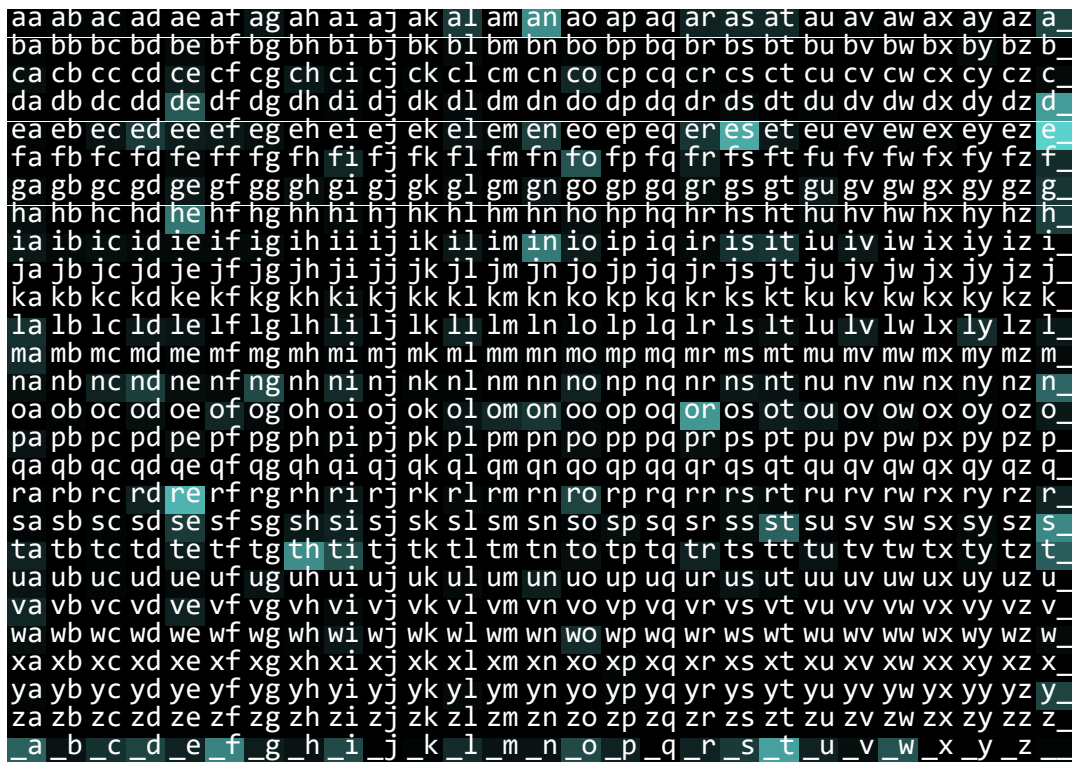 aa ab ac ad ae af ag ah ai aj ak al am an ao ap aq ar as at au av aw ax ay az a_
ba bb bc bd be bf bg bh bi bj bk bl bm bn bo bp bq br bs bt bu bv bw bx by bz b_
ca cb cc cd ce cf cg ch ci cj ck cl cm cn co cp cq cr cs ct cu cv cw cx cy cz c_
da db dc dd de df dg dh di dj dk dl dm dn do dp dq dr ds dt du dv dw dx dy dz d_
ea eb ec ed ee ef eg eh ei ej ek el em en eo ep eq er es et eu ev ew ex ey ez e_
fa fb fc fd fe ff fg fh fi fj fk fl fm fn fo fp fq fr fs ft fu fv fw fx fy fz f_
ga gb gc gd ge gf gg gh gi gj gk gl gm gn go gp gq gr gs gt gu gv gw gx gy gz g_
ha hb hc hd he hf hg hh hi hj hk hl hm hn ho hp hq hr hs ht hu hv hw hx hy hz h_
ia ib ic id ie if ig ih ii ij ik il im in io ip iq ir is it iu iv iw ix iy iz i_
ja jb jc jd je jf jg jh ji jj jk jl jm jn jo jp jq jr js jt ju jv jw jx jy jz j_
ka kb kc kd ke kf kg kh ki kj kk kl km kn ko kp kq kr ks kt ku kv kw kx ky kz k_
la lb lc ld le lf lg lh li lj lk ll lm ln lo lp lq lr ls lt lu lv lw lx ly lz l_
ma mb mc md me mf mg mh mi mj mk ml mm mn mo mp mq mr ms mt mu mv mw mx my mz m_
na nb nc nd ne nf ng nh ni nj nk nl nm nn no np nq nr ns nt nu nv nw nx ny nz n_
oa ob oc od oe of og oh oi oj ok ol om on oo op oq or os ot ou ov ow ox oy oz o_
pa pb pc pd pe pf pg ph pi pj pk pl pm pn po pp pq pr ps pt pu pv pw px py pz p_
qa qb qc qd qe qf qg qh qi qj qk ql qm qn qo qp qq qr qs qt qu qv qw qx qy qz q_
ra rb rc rd re rf rg rh ri rj rk rl rm rn ro rp rq rr rs rt ru rv rw rx ry rz r_
sa sb sc sd se sf sg sh si sj sk sl sm sn so sp sq sr ss st su sv sw sx sy sz s_
ta tb tc td te tf tg th ti tj tk tl tm tn to tp tq tr ts tt tu tv tw tx ty tz t_
ua ub uc ud ue uf ug uh ui uj uk ul um un uo up uq ur us ut uu uv uw ux uy uz u_
va vb vc vd ve vf vg vh vi vj vk vl vm vn vo vp vq vr vs vt vu vv vw vx vy vz v_
wa wb wc wd we wf wg wh wi wj wk wl wm wn wo wp wq wr ws wt wu wv ww wx wy wz w_
xa xb xc xd xe xf xg xh xi xj xk xl xm xn xo xp xq xr xs xt xu xv xw xx xy xz x_
ya yb yc yd ye yf yg yh yi yj yk yl ym yn yo yp yq yr ys yt yu yv yw yx yy yz y_
za zb zc zd ze zf zg zh zi zj zk zl zm zn zo zp zq zr zs zt zu zv zw zx zy zz z_
_a _b _c _d _e _f _g _h _i _j _k _l _m _n _o _p _q _r _s _t _u _v _w _x _y _z __